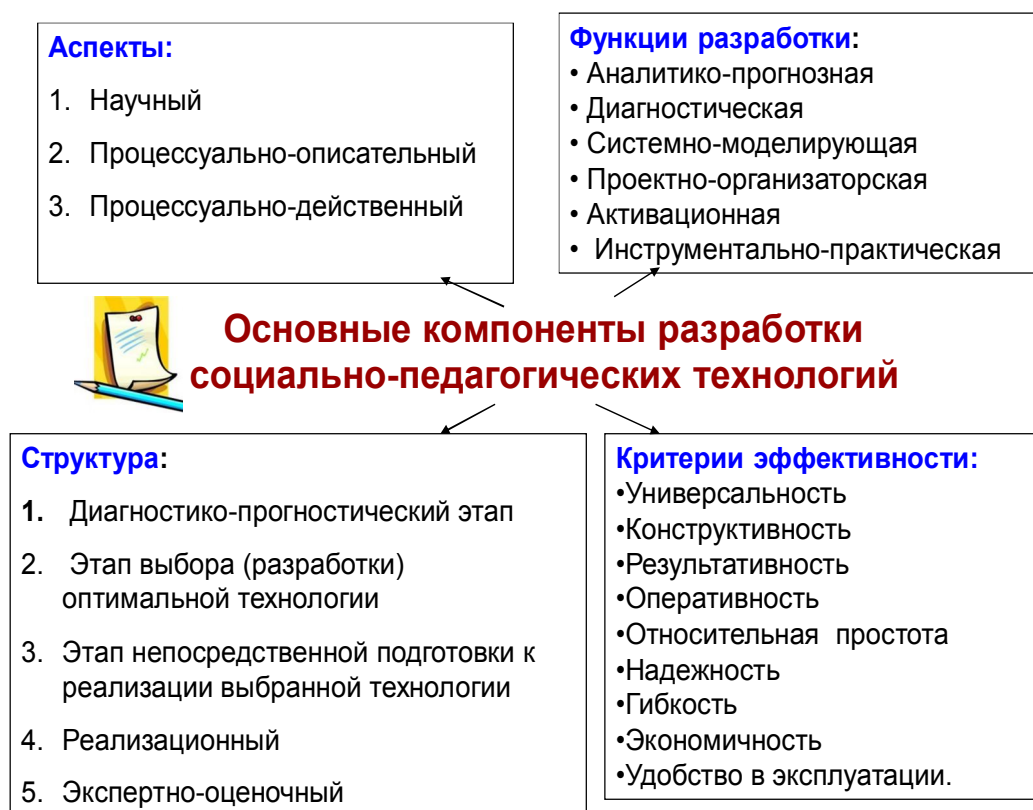 Аспекты:
1. Научный
2. Процессуально-описательный
3. Процессуально-действенный
Функции разработки:
• Аналитико-прогнозная
• Диагностическая
• Системно-моделирующая
• Проектно-организаторская
• Активационная
• Инструментально-практическая
Основные компоненты разработки
социально-педагогических технологий
Структура:
1. Диагностико-прогностический этап
2. Этап выбора (разработки)
оптимальной технологии
3. Этап непосредственной подготовки к
реализации выбранной технологии
4. Реализационный
5. Экспертно-оценочный
Критерии эффективности:
•Универсальность
•Конструктивность
•Результативность
•Оперативность
•Относительная простота
•Надежность
•Гибкость
•Экономичность
•Удобство в эксплуатации.